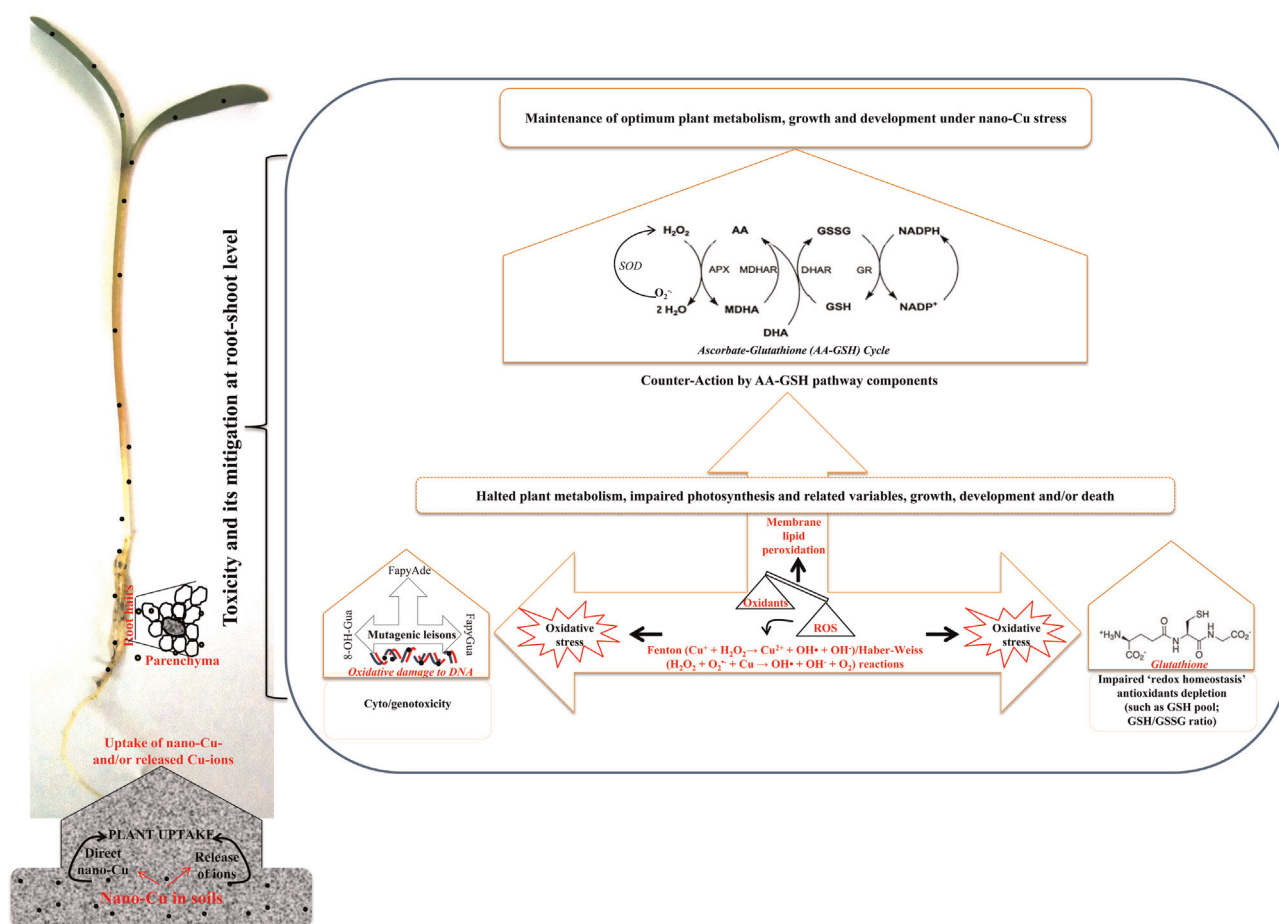 Maintenance of optimum plant metabolism, growth and development under nano-Cu stress
H₂O₂
AA
GSSG
NADPH
SOD
APX
MDHAR
DHAR
GR
O₂•-
2 H₂O
MDHA
GSH
NADP⁺
DHA
Ascorbate-Glutathione (AA-GSH) Cycle
Counter-Action by AA-GSH pathway components
Toxicity and its mitigation at root-shoot level
Halted plant metabolism, impaired photosynthesis and related variables, growth, development and/or death
Membrane
lipid
peroxidation
Oxidants
ROS
Oxidative
stress
Oxidative
stress
Fenton (Cu⁺ + H₂O₂→ Cu²⁺ + OH• + OH⁻)/Haber-Weiss
(H₂O₂ + O₂•- + Cu → OH• + OH⁻ + O₂) reactions
FapyAde
8-OH-Gua
FapyGua
Mutagenic leisons
Oxidative damage to DNA
Cyto/genotoxicity
SH
⁺H₃N
O
N
H
O
H
N
CO₂⁻
CO₂⁻
Glutathione
Impaired ‘redox homeostasis’
antioxidants depletion
(such as GSH pool;
GSH/GSSG ratio)
Root hairs
Parenchyma
Uptake of nano-Cu-
and/or released Cu-ions
PLANT UPTAKE
Direct
nano-Cu
Release
of ions
Nano-Cu in soils